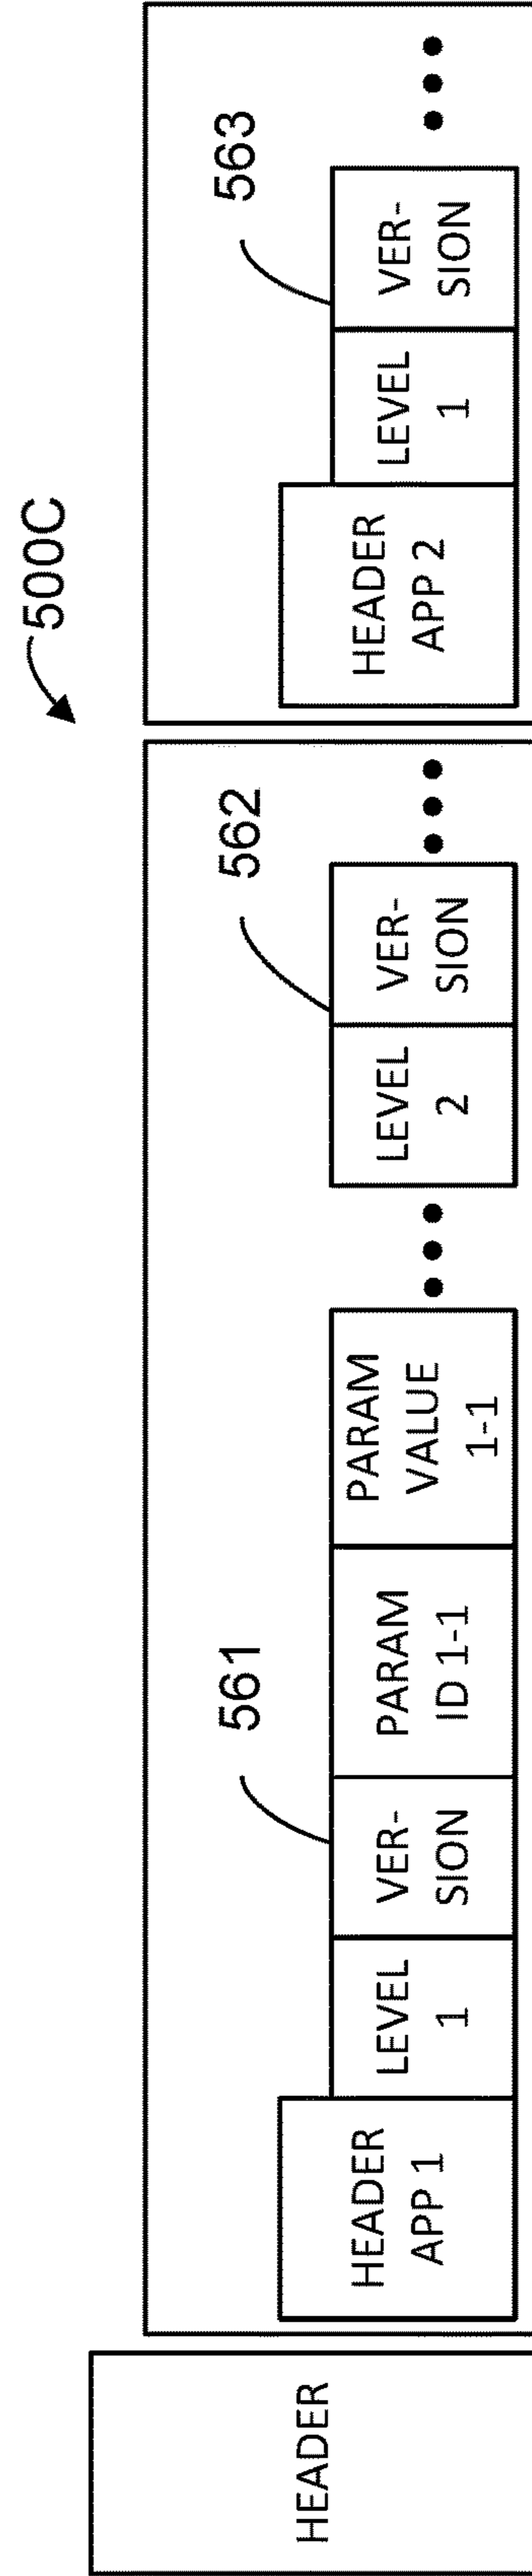 500C
HEADER
HEADER
APP 1
LEVEL
1
561
VER-
SION
PARAM
ID 1-1
PARAM
VALUE
1-1
LEVEL
2
562
VER-
SION
HEADER
APP 2
LEVEL
1
563
VER-
SION